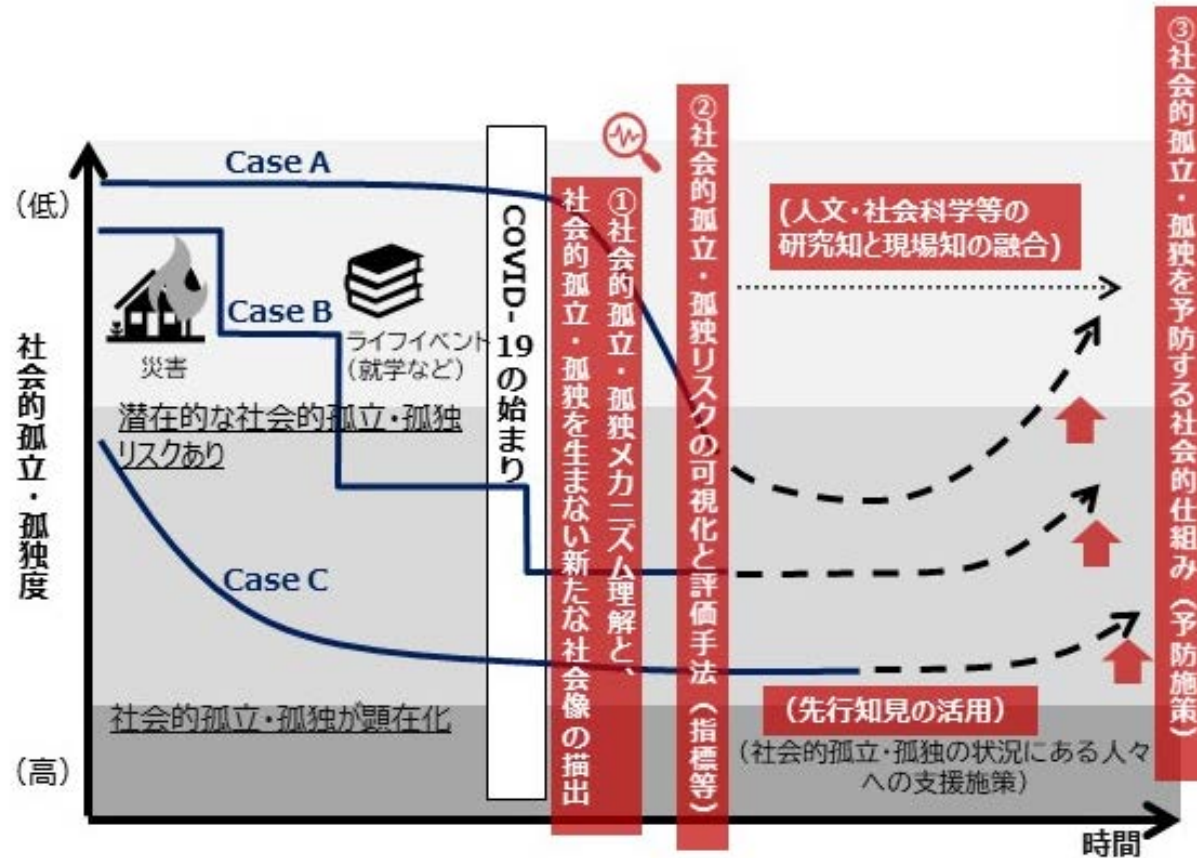 社会的孤立・孤独度
（低）
（高）
Case A
災害
Case B
ライフイベント
（就学など）
潜在的な社会的孤立・孤独
リスクあり
Case C
社会的孤立・孤独が顕在化
COVID-19の始まり
①社会的孤立・孤独メカニズム理解と、
社会的孤立・孤独を生まない新たな社会像の描出
②社会的孤立・孤独リスクの可視化と評価手法（指標等）
(人文・社会科学等の
研究知と現場知の融合)
（先行知見の活用）
（社会的孤立・孤独の状況にある人々
への支援施策）
③社会的孤立・孤独を予防する社会的仕組み（予防施策）
時間